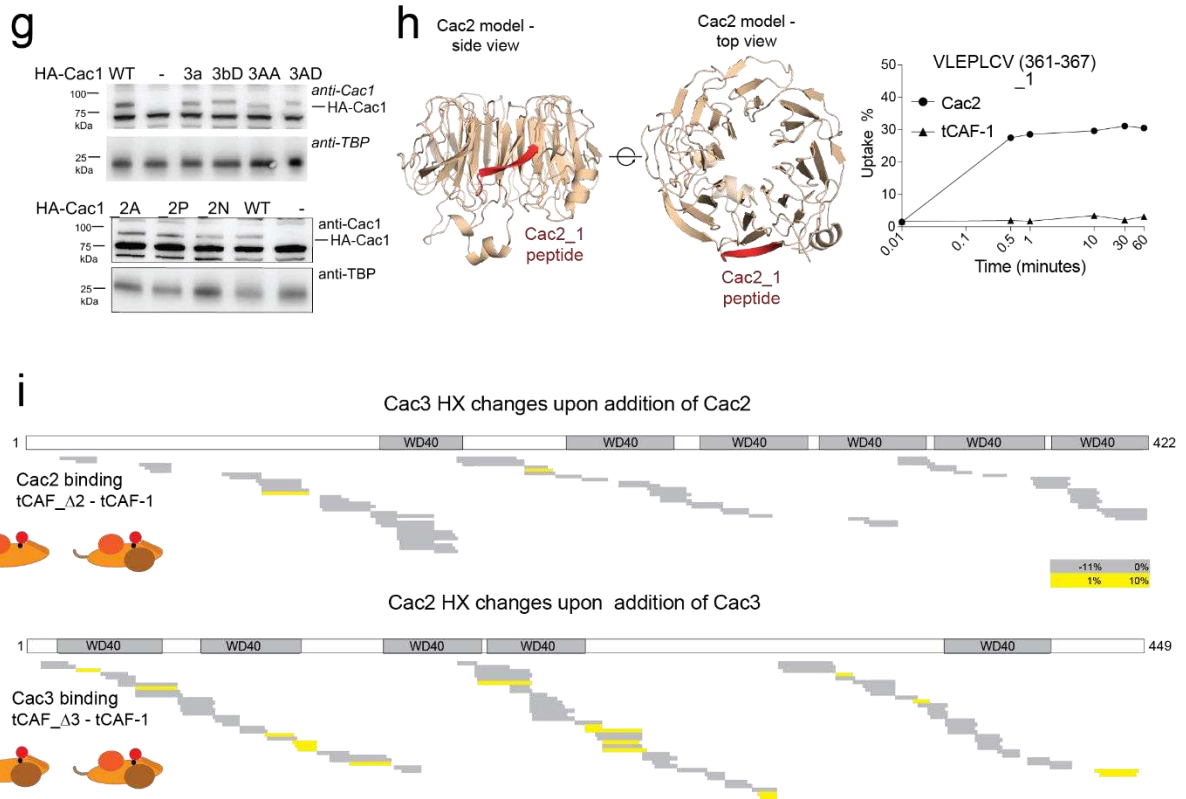 g
HA-Cac1 WT - 3a 3bD 3AA 3AD
anti-Cac1
100
HA-Cac1
75
kDa
anti-TBP
25
kDa
HA-Cac1 _2A _2P _2N WT -
anti-Cac1
100
HA-Cac1
75
kDa
anti-TBP
25
kDa
h
Cac2 model -
side view
Cac2_1
peptide
Cac2 model -
top view
Cac2_1
peptide
VLEPLCV (361-367)
_1
Cac2
tCAF-1
Uptake %
50
40
30
20
10
0
0.01 0.1 0.5 1 10 30 60
Time (minutes)
i
Cac3 HX changes upon addition of Cac2
1 WD40 WD40 WD40 WD40 WD40 WD40 422
Cac2 binding
tCAF_Δ2 - tCAF-1
-11% 0%
1% 10%
Cac2 HX changes upon addition of Cac3
1 WD40 WD40 WD40 WD40 WD40 449
Cac3 binding
tCAF_Δ3 - tCAF-1